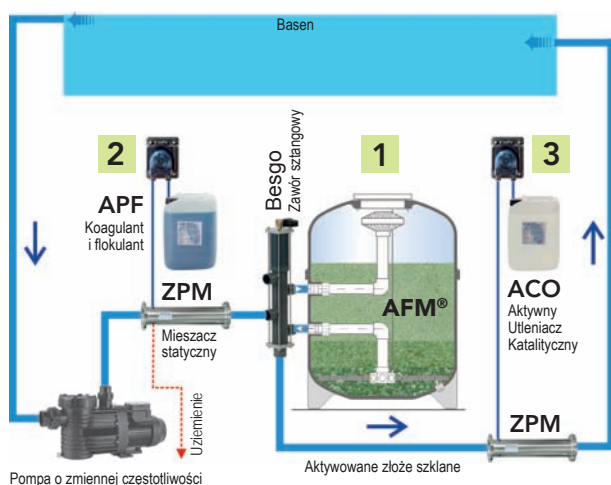 Basen
2
APF
Koagulant
i flokulant
ZPM
Mieszacz
statyczny
Uziemienie
Pompa o zmiennej częstotliwości
Besgo
Zawór sztangowy
1
AFM®
Aktywowane złoże szklane
3
ACO
Aktywny
Utleniacz
Katalityczny
ZPM